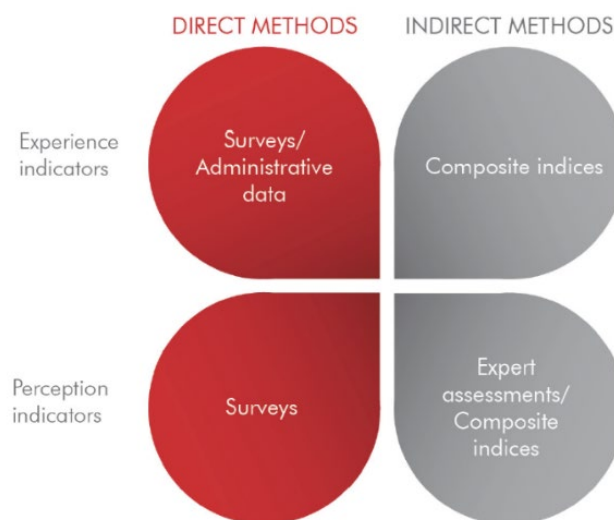 DIRECT METHODS
INDIRECT METHODS
Experience
indicators
Surveys/
Administrative
data
Composite indices
Perception
indicators
Surveys
Expert
assessments/
Composite
indices